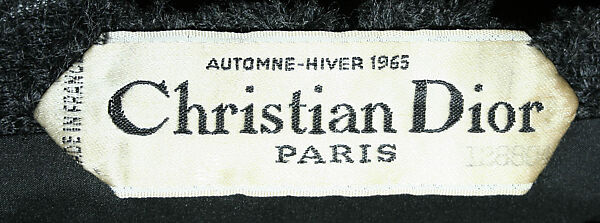 AUTOMNE-HIVER 1965
Christian Dior
PARIS
MADE IN FRANCE